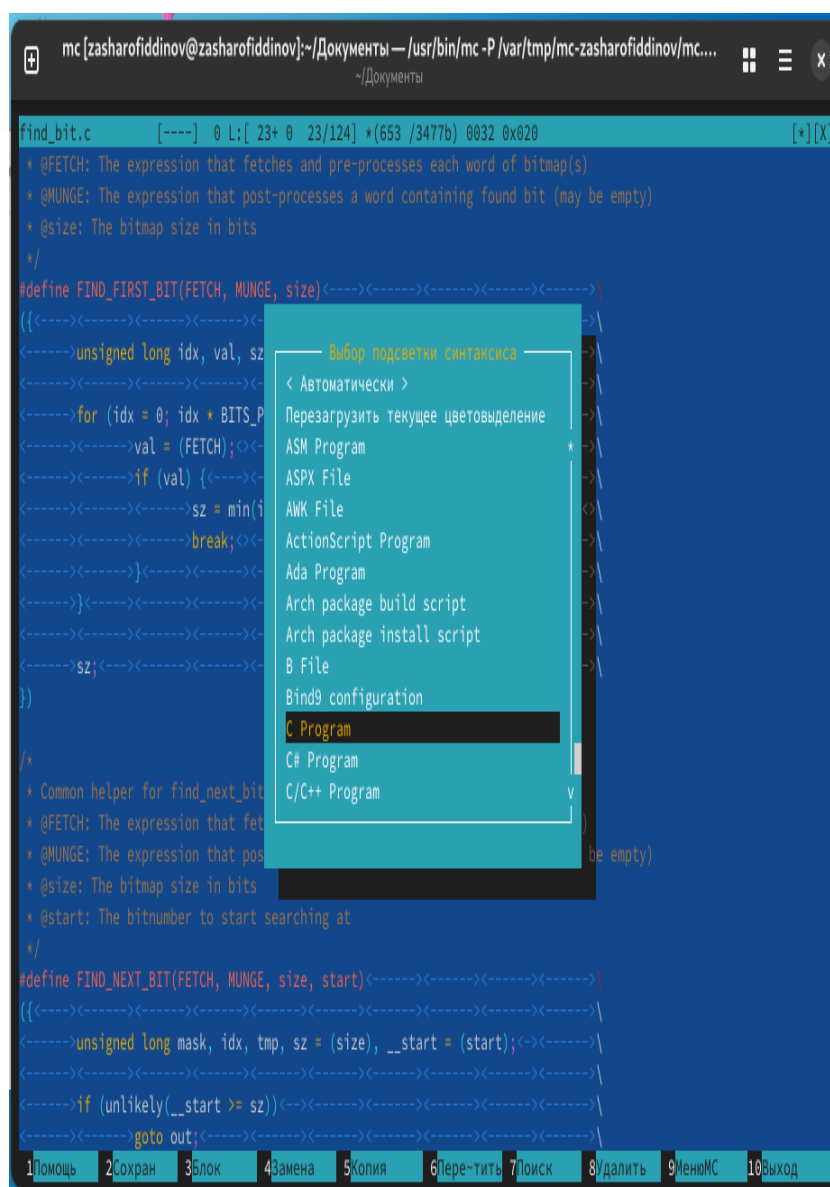 mc [zasharofiddinov@zasharofiddinov]:~/Документы — /usr/bin/mc -P /var/tmp/mc-zasharofiddinov/mc....
~/Документы
find_bit.c [----] 0 L:[ 23+ 0 23/124] *(653 /3477b) 0032 0x020 [*][X]
* @FETCH: The expression that fetches and pre-processes each word of bitmap(s)
* @MUNGE: The expression that post-processes a word containing found bit (may be empty)
* @size: The bitmap size in bits
*/
#define FIND_FIRST_BIT(FETCH, MUNGE, size)<----><------><------><------><------>\
({<----><------><------><------><- ->\
<------>unsigned long idx, val, sz ->\
<------><------><------><------><- ->\
<------>for (idx = 0; idx * BITS_P ->\
<------><------>val = (FETCH);<><- ->\
<------><------>if (val) {<----><- ->\
<------><------><------>sz = min(i <>\
<------><------><------>break;<><- ->\
<------><------>}<-----><------><- ->\
<------>}<-----><------><------><- ->\
<------><------><------><------><- ->\
<------>sz;<---><------><------><- ->\
})
/*
* Common helper for find_next_bit
* @FETCH: The expression that fet )
* @MUNGE: The expression that pos be empty)
* @size: The bitmap size in bits
* @start: The bitnumber to start searching at
*/
#define FIND_NEXT_BIT(FETCH, MUNGE, size, start)<------><------><------><------>\
({<----><------><------><------><------><------><------><------><------><------>\
<------>unsigned long mask, idx, tmp, sz = (size), __start = (start);<-><------>\
<------><------><------><------><------><------><------><------><------><------>\
<------>if (unlikely(__start >= sz))<--><------><------><------><------><------>\
<------><------>goto out;<-----><------><------><------><------><------><------>\
Выбор подсветки синтаксиса
< Автоматически >
Перезагрузить текущее цветовыделение
ASM Program *
ASPX File
AWK File
ActionScript Program
Ada Program
Arch package build script
Arch package install script
B File
Bind9 configuration
C Program
C# Program
C/C++ Program v
1Помощь 2Сохран 3Блок 4Замена 5Копия 6Пере~тить 7Поиск 8Удалить 9МенюMC 10Выход